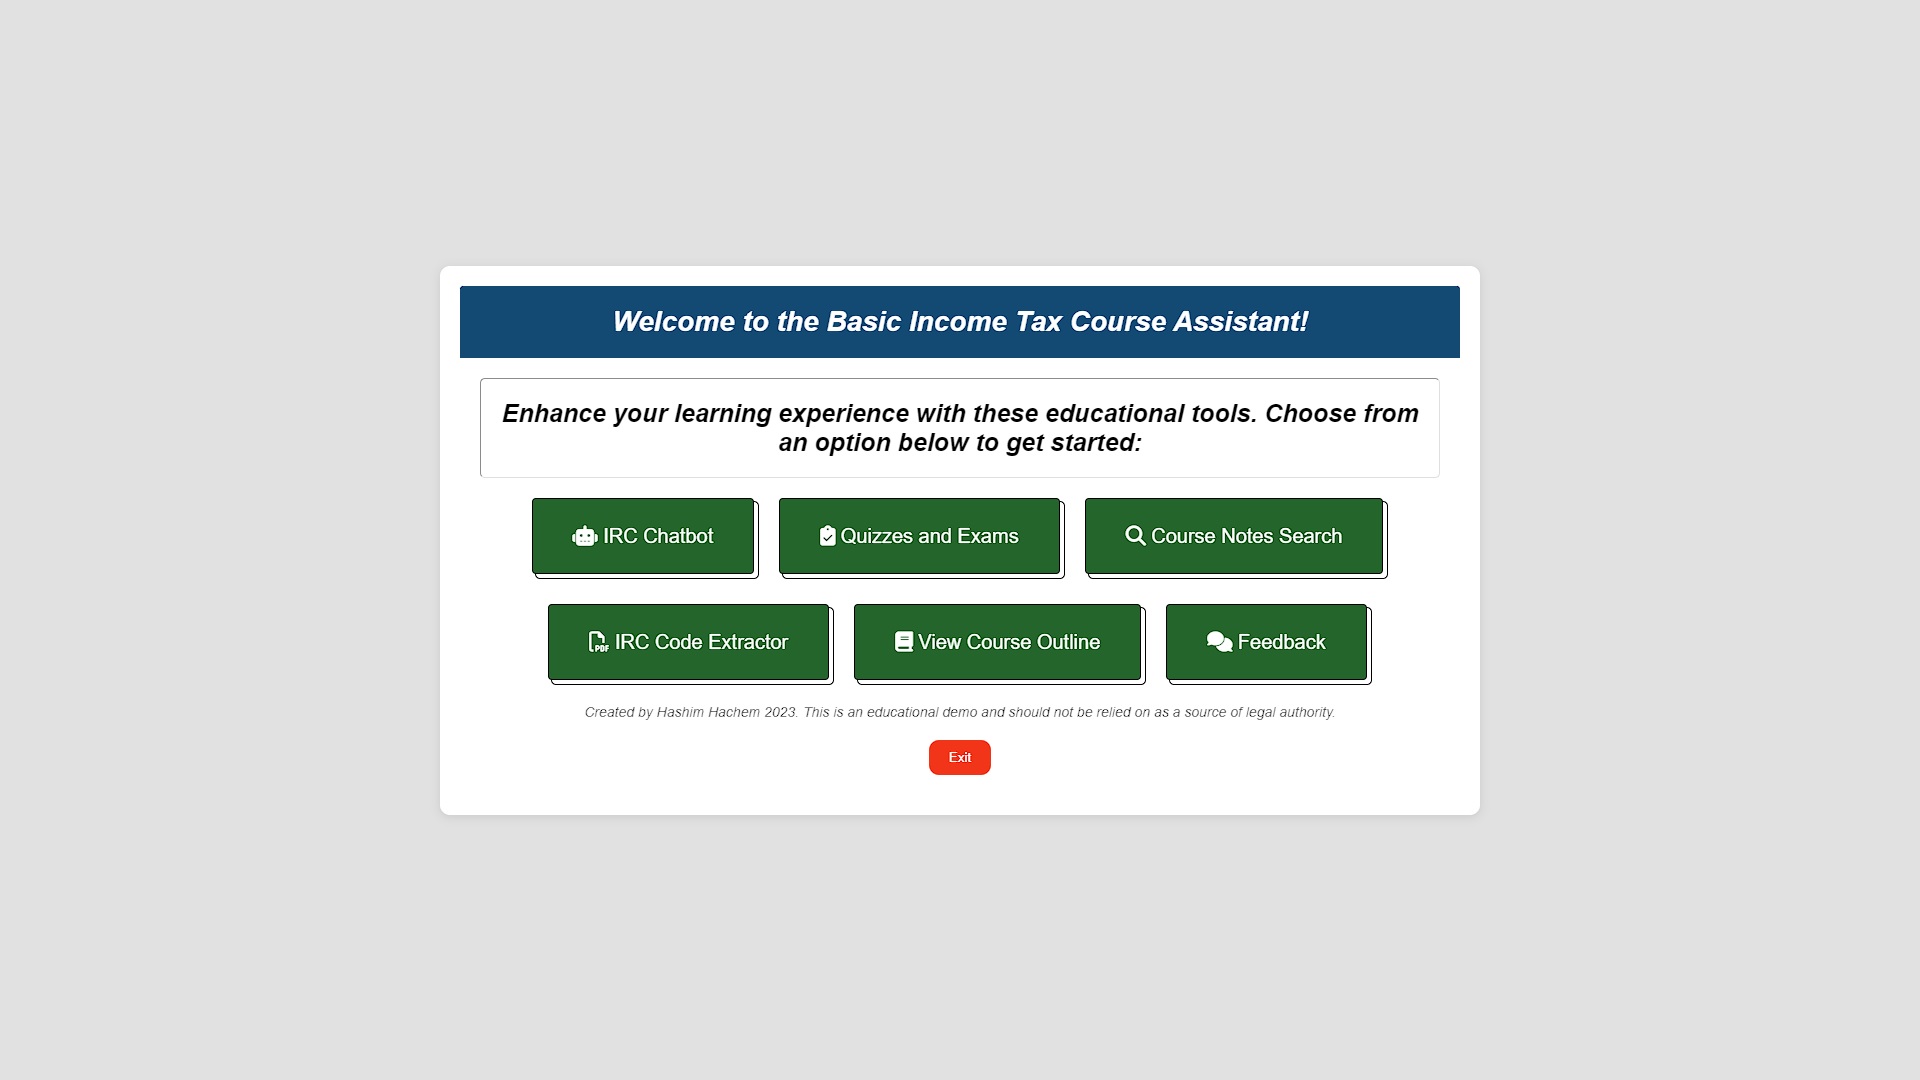 Welcome to the Basic Income Tax Course Assistant!
Enhance your learning experience with these educational tools. Choose from
an option below to get started:
IRC Chatbot
Quizzes and Exams
Course Notes Search
PDF IRC Code Extractor
View Course Outline
Feedback
Created by Hashim Hachem 2023. This is an educational demo and should not be relied on as a source of legal authority.
Exit